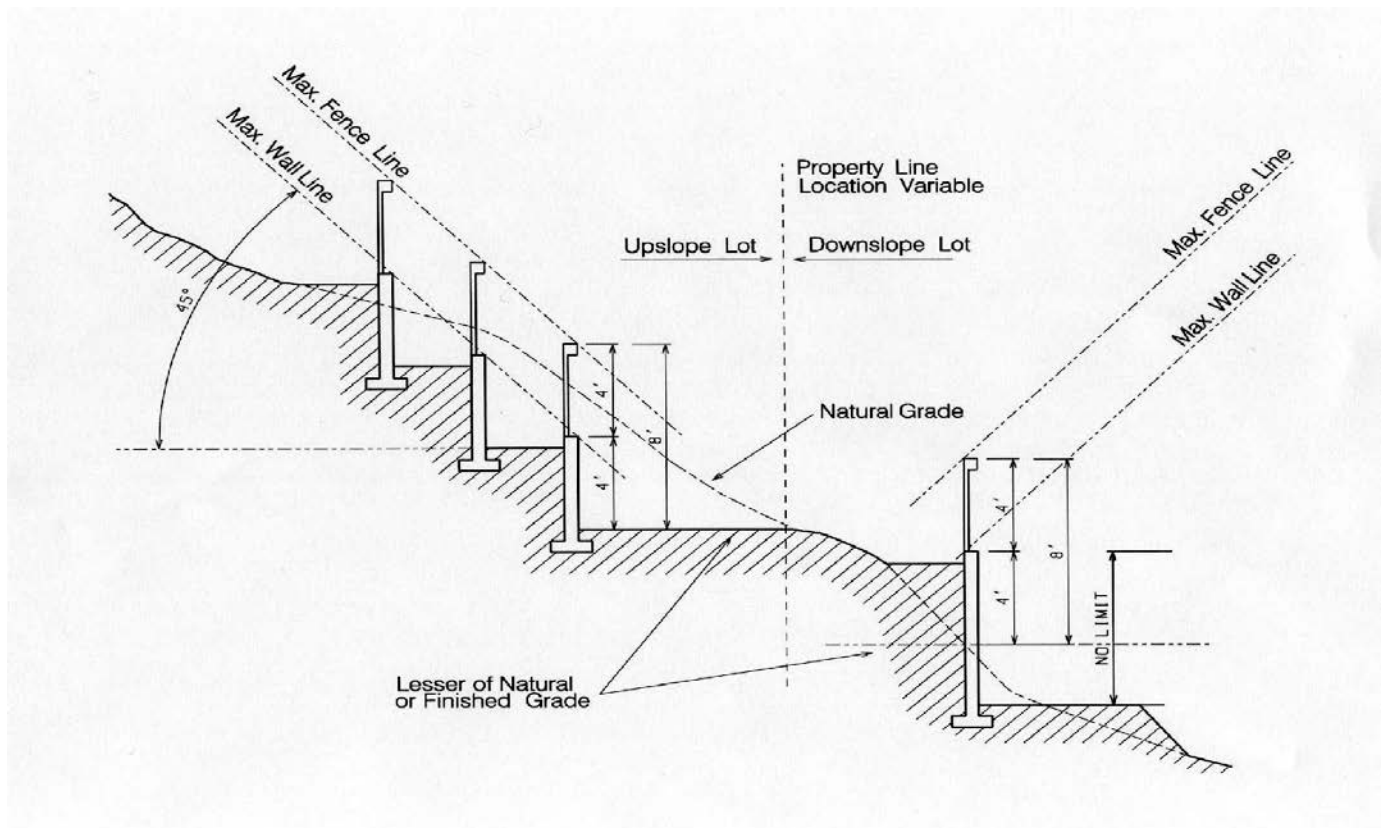 Max. Fence Line
Max. Wall Line
45°
Property Line
Location Variable
Upslope Lot
Downslope Lot
Max. Fence Line
Max. Wall Line
4'
4'
8
Natural Grade
4'
4'
8'
NO LIMIT
Lesser of Natural
or Finished Grade